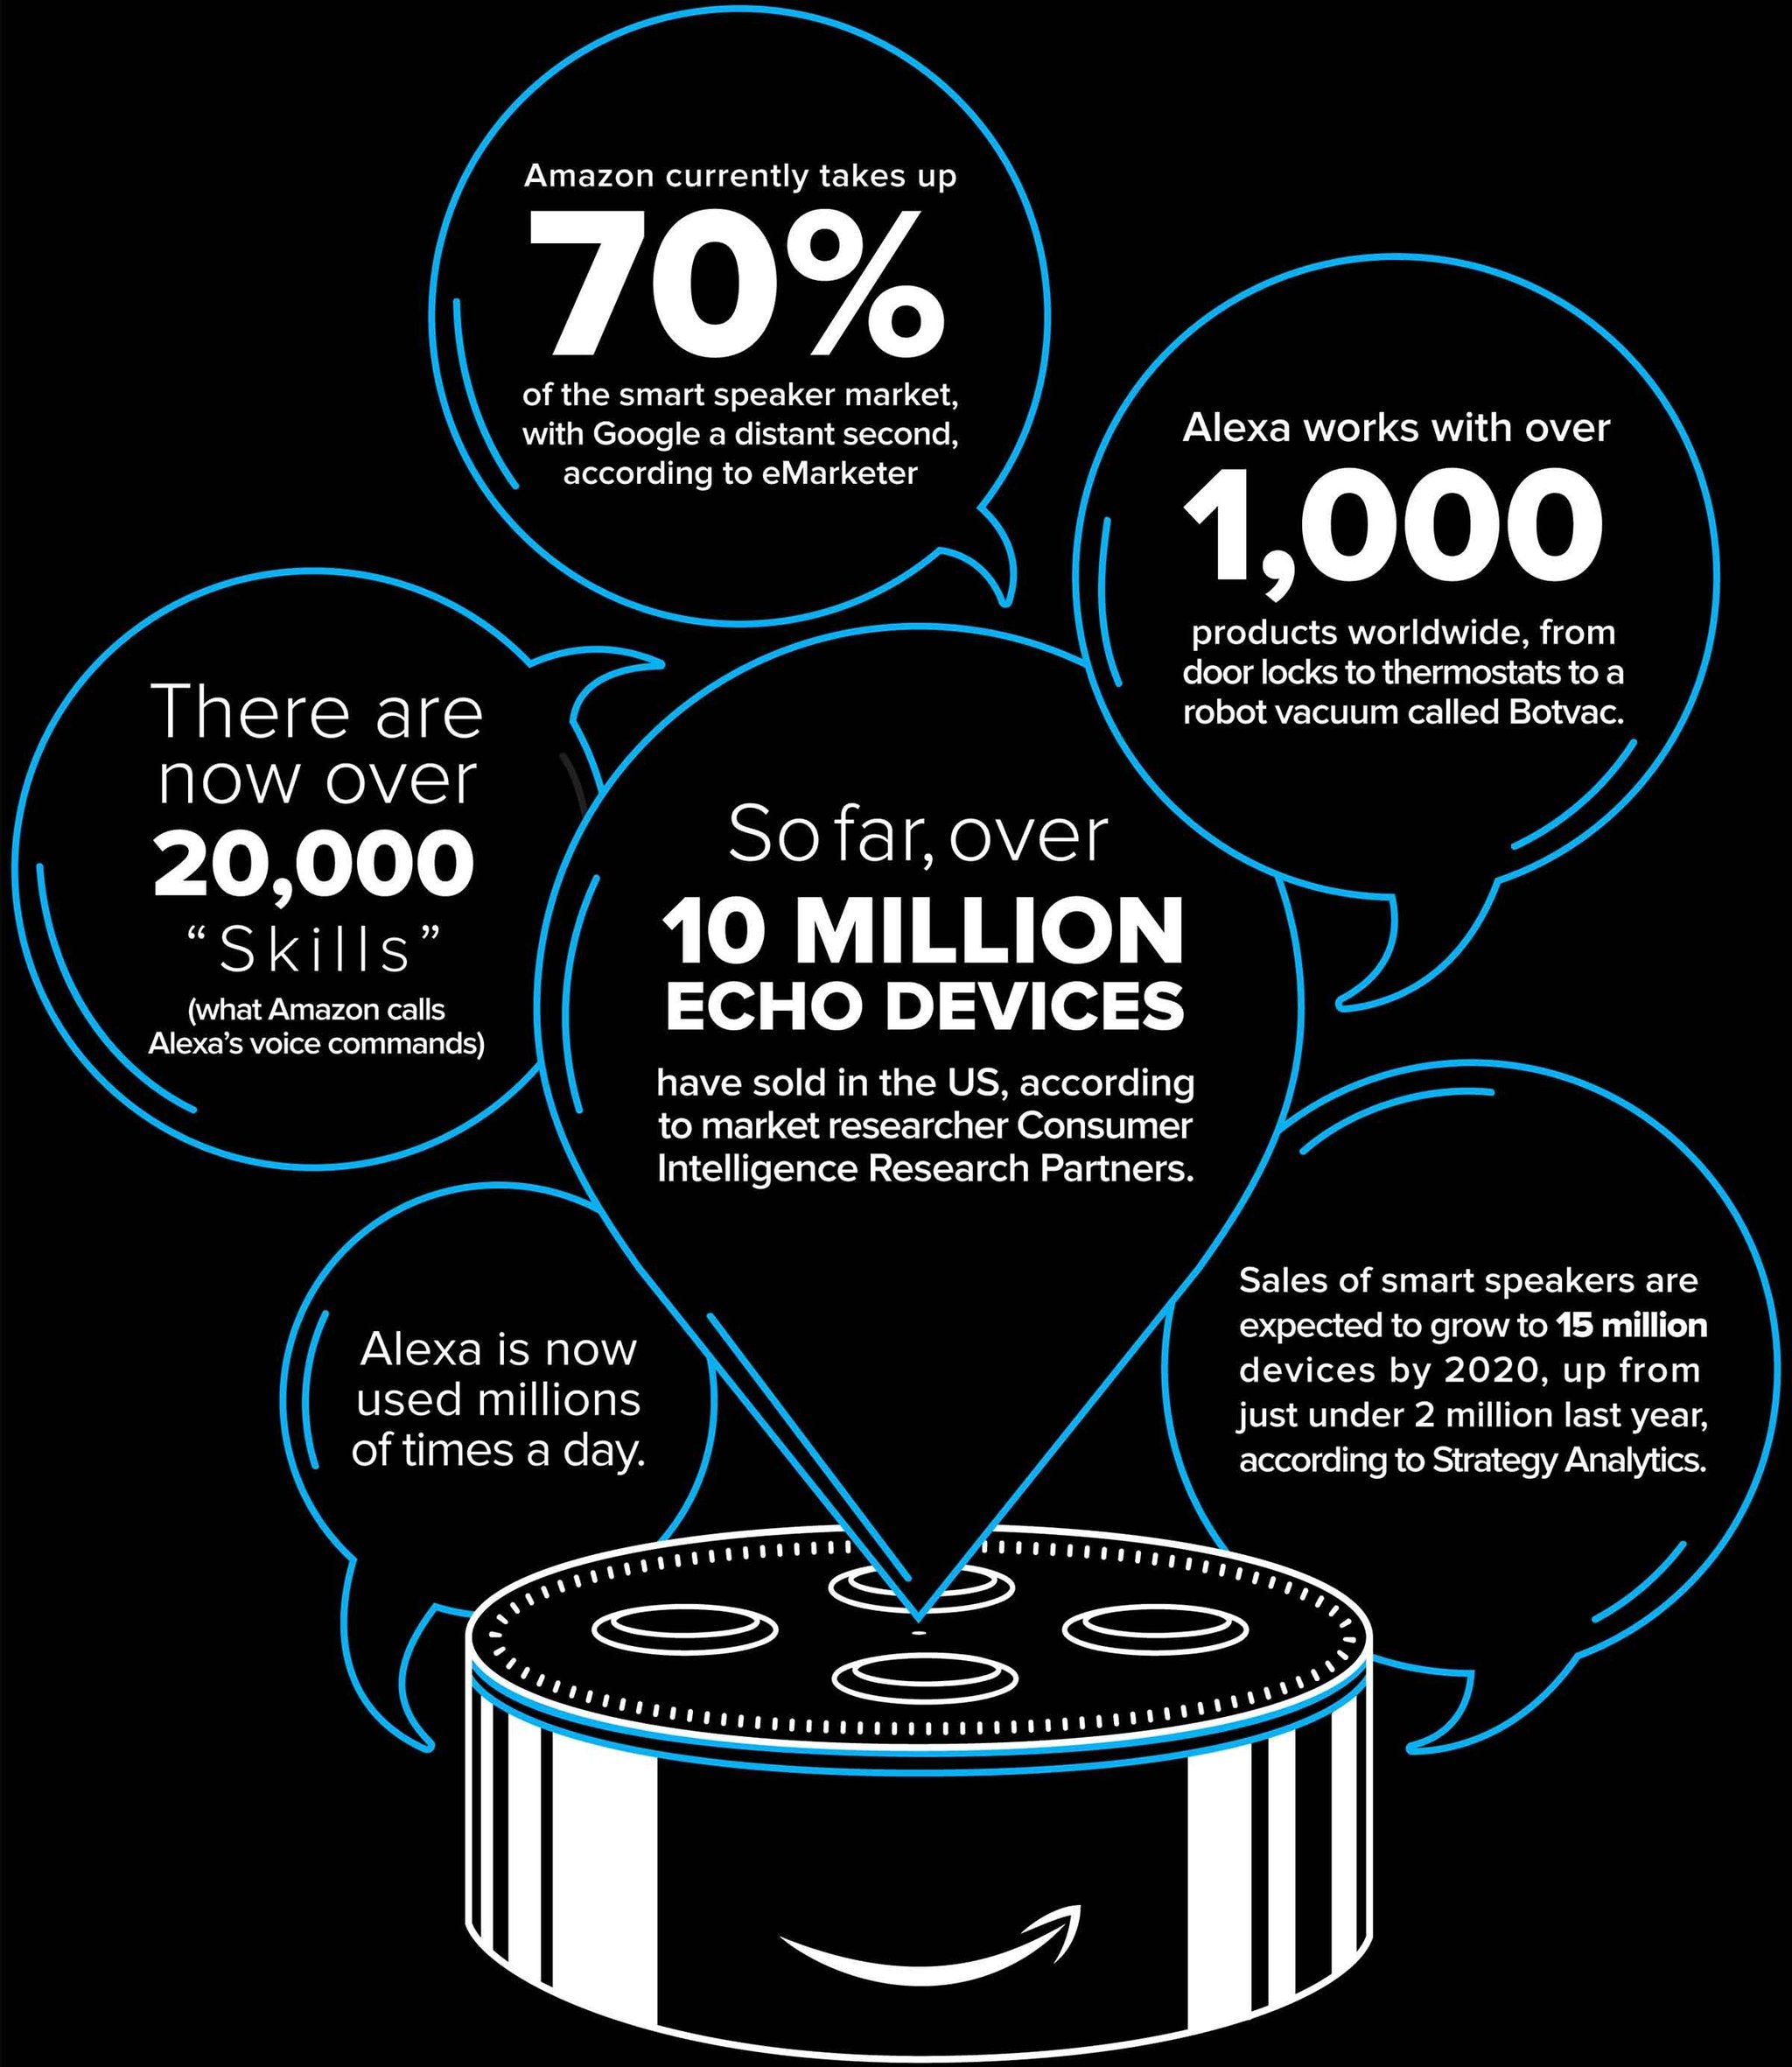 Amazon currently takes up
70%
of the smart speaker market,
with Google a distant second,
according to eMarketer
Alexa works with over
1,000
products worldwide, from
door locks to thermostats to a
robot vacuum called Botvac.
There are
now over
20,000
“Skills”
(what Amazon calls
Alexa’s voice commands)
So far, over
10 MILLION
ECHO DEVICES
have sold in the US, according
to market researcher Consumer
Intelligence Research Partners.
Alexa is now
used millions
of times a day.
Sales of smart speakers are
expected to grow to 15 million
devices by 2020, up from
just under 2 million last year,
according to Strategy Analytics.